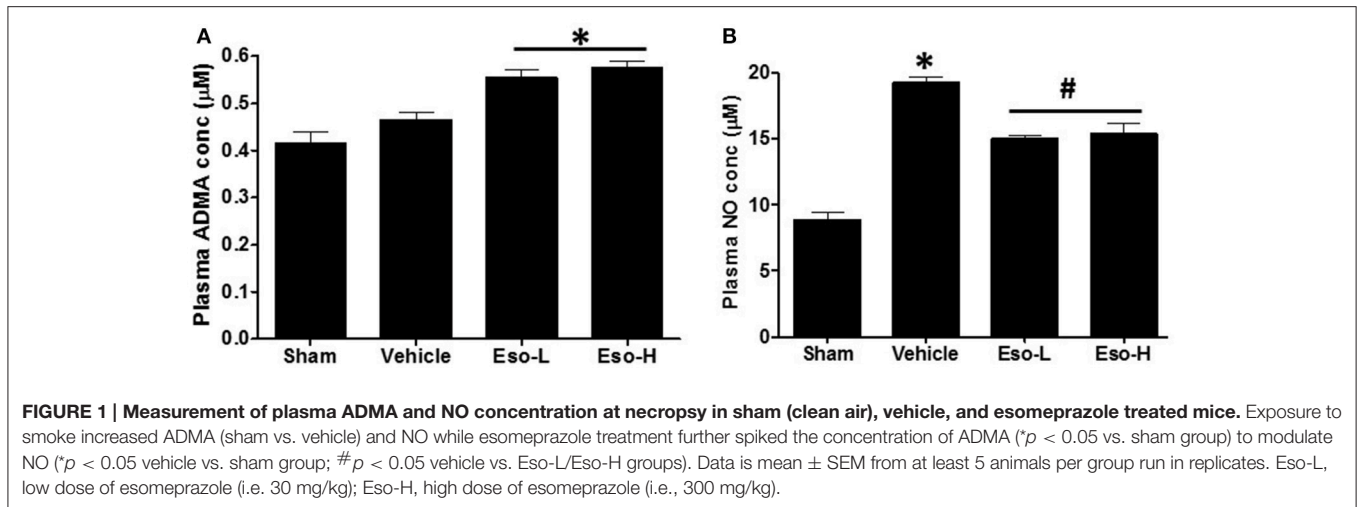 A
*
Plasma ADMA conc (μM)
0.6
0.5
0.4
0.3
0.2
0.1
0.0
Sham Vehicle Eso-L Eso-H
B
*
#
Plasma NO conc (μM)
20
15
10
5
0
Sham Vehicle Eso-L Eso-H
FIGURE 1 | Measurement of plasma ADMA and NO concentration at necropsy in sham (clean air), vehicle, and esomeprazole treated mice. Exposure to
smoke increased ADMA (sham vs. vehicle) and NO while esomeprazole treatment further spiked the concentration of ADMA (*p < 0.05 vs. sham group) to modulate
NO (*p < 0.05 vehicle vs. sham group; #p < 0.05 vehicle vs. Eso-L/Eso-H groups). Data is mean ± SEM from at least 5 animals per group run in replicates. Eso-L,
low dose of esomeprazole (i.e. 30 mg/kg); Eso-H, high dose of esomeprazole (i.e., 300 mg/kg).